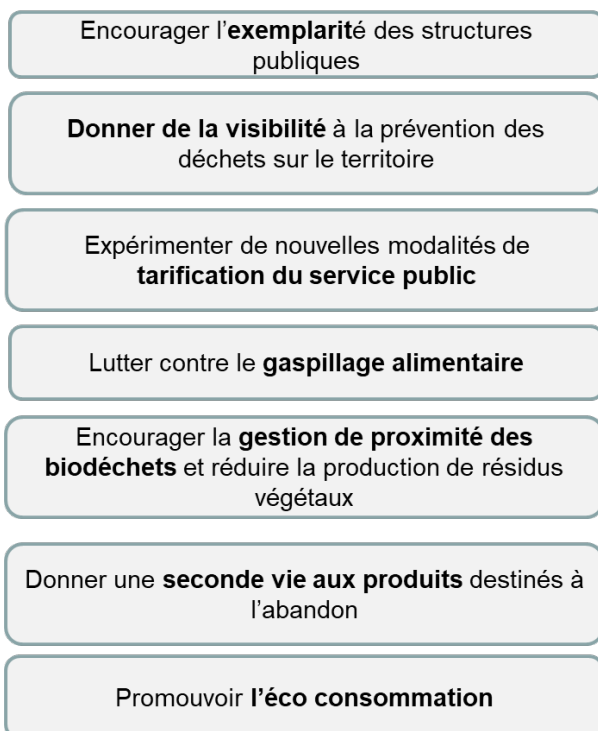 Encourager l'exemplarité des structures
publiques
Donner de la visibilité à la prévention des
déchets sur le territoire
Expérimenter de nouvelles modalités de
tarification du service public
Lutter contre le gaspillage alimentaire
Encourager la gestion de proximité des
biodéchets et réduire la production de résidus
végétaux
Donner une seconde vie aux produits destinés à
l'abandon
Promouvoir l'éco consommation